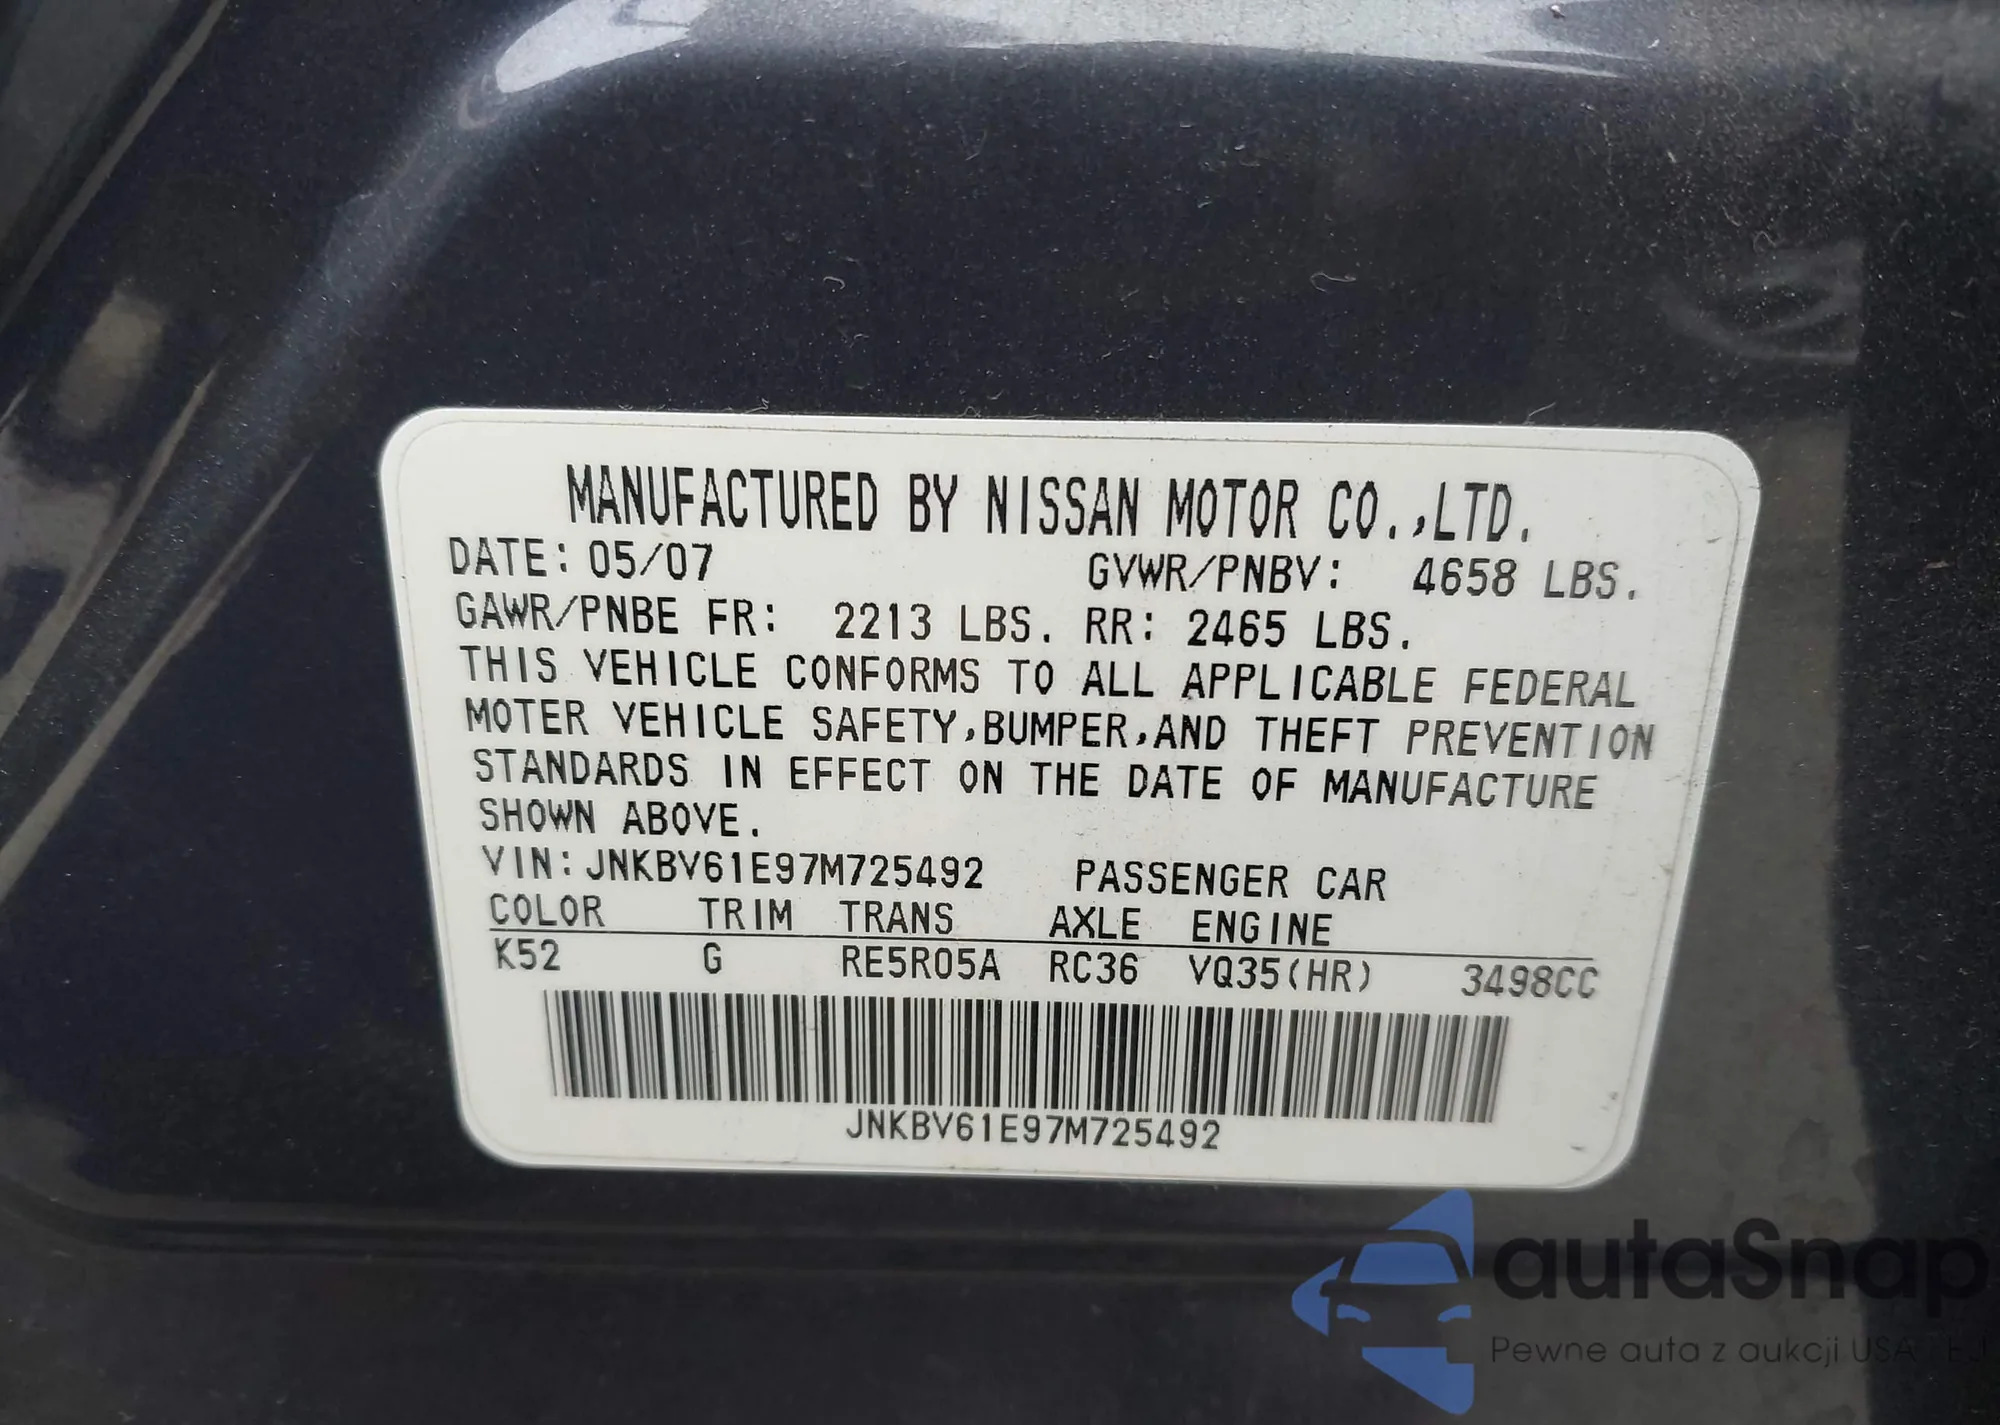 MANUFACTURED BY NISSAN MOTOR CO.,LTD.
DATE: 05/07 GVWR/PNBV: 4658 LBS.
GAWR/PNBE FR: 2213 LBS. RR: 2465 LBS.
THIS VEHICLE CONFORMS TO ALL APPLICABLE FEDERAL
MOTER VEHICLE SAFETY,BUMPER,AND THEFT PREVENTION
STANDARDS IN EFFECT ON THE DATE OF MANUFACTURE
SHOWN ABOVE.
VIN:JNKBV61E97M725492 PASSENGER CAR
COLOR TRIM TRANS AXLE ENGINE
K52 G RE5R05A RC36 VQ35(HR) 3498CC
JNKBV61E97M725492
autaSnap
Pewne auta z aukcji USA